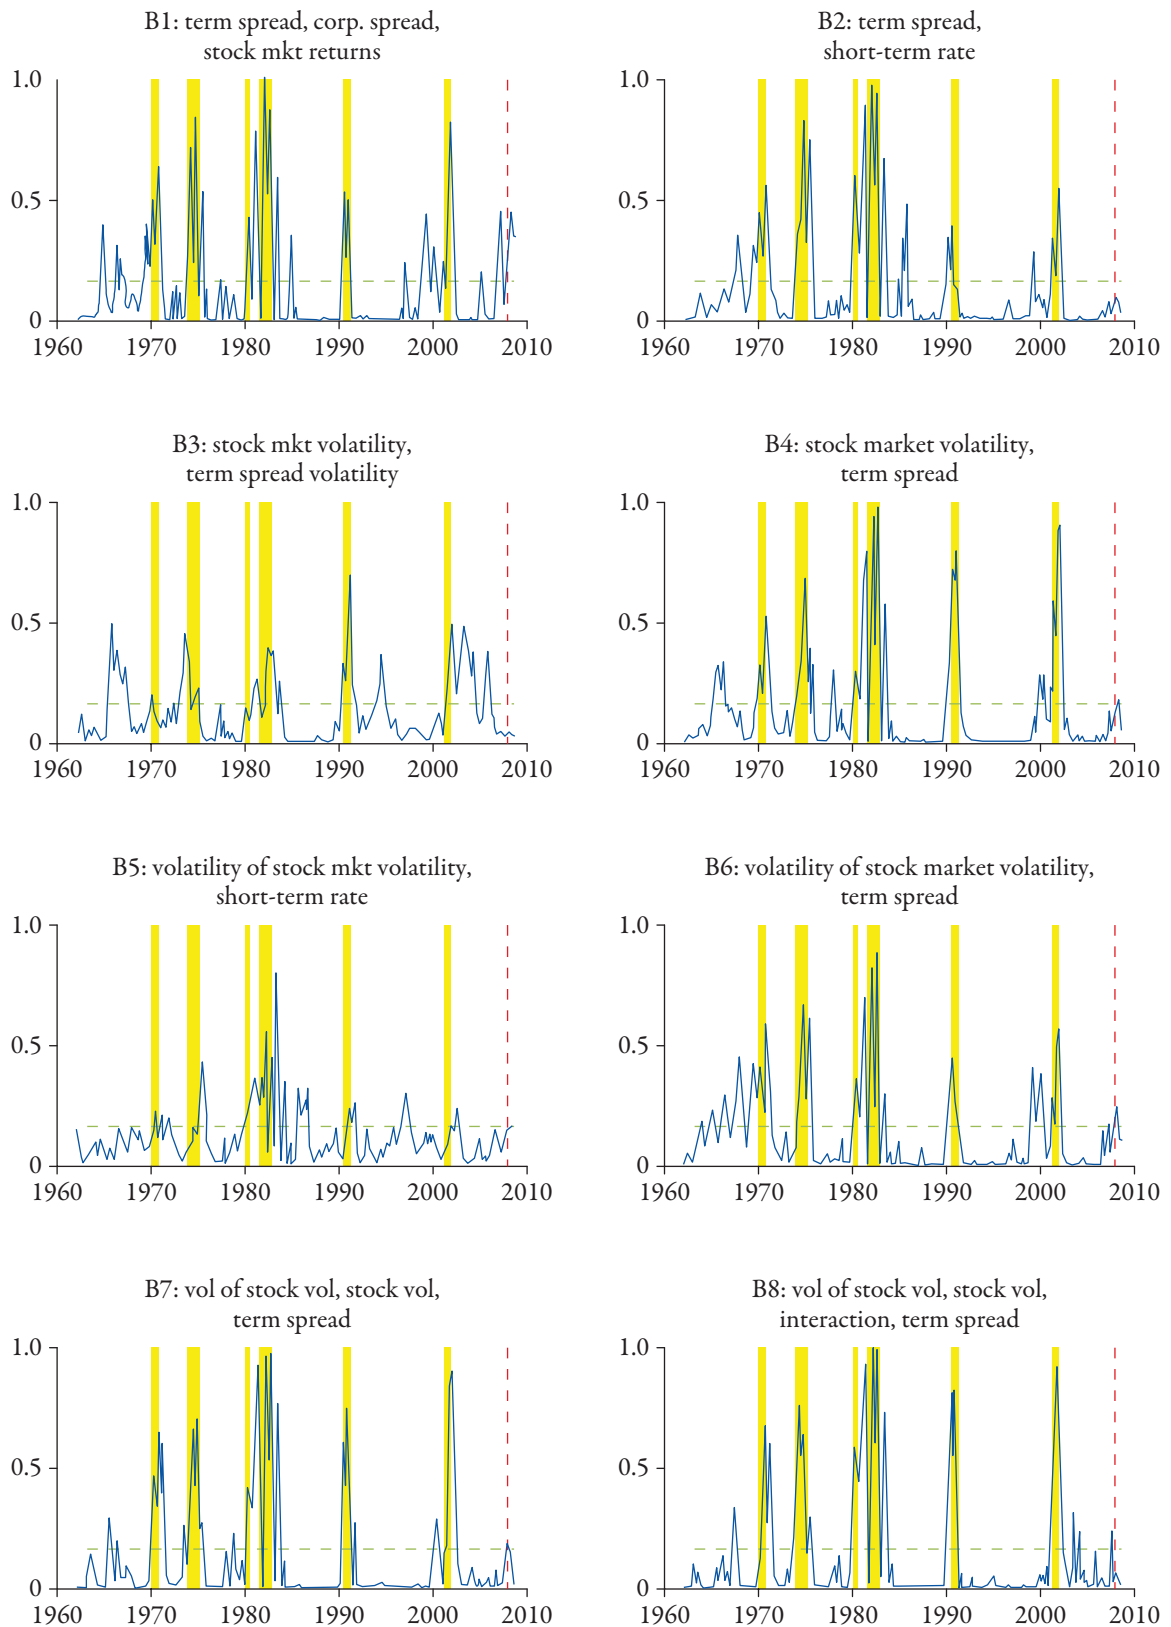 B1: term spread, corp. spread,
stock mkt returns
1.0
0.5
0
1960 1970 1980 1990 2000 2010
B2: term spread,
short-term rate
1.0
0.5
0
1960 1970 1980 1990 2000 2010
B3: stock mkt volatility,
term spread volatility
1.0
0.5
0
1960 1970 1980 1990 2000 2010
B4: stock market volatility,
term spread
1.0
0.5
0
1960 1970 1980 1990 2000 2010
B5: volatility of stock mkt volatility,
short-term rate
1.0
0.5
0
1960 1970 1980 1990 2000 2010
B6: volatility of stock market volatility,
term spread
1.0
0.5
0
1960 1970 1980 1990 2000 2010
B7: vol of stock vol, stock vol,
term spread
1.0
0.5
0
1960 1970 1980 1990 2000 2010
B8: vol of stock vol, stock vol,
interaction, term spread
1.0
0.5
0
1960 1970 1980 1990 2000 2010